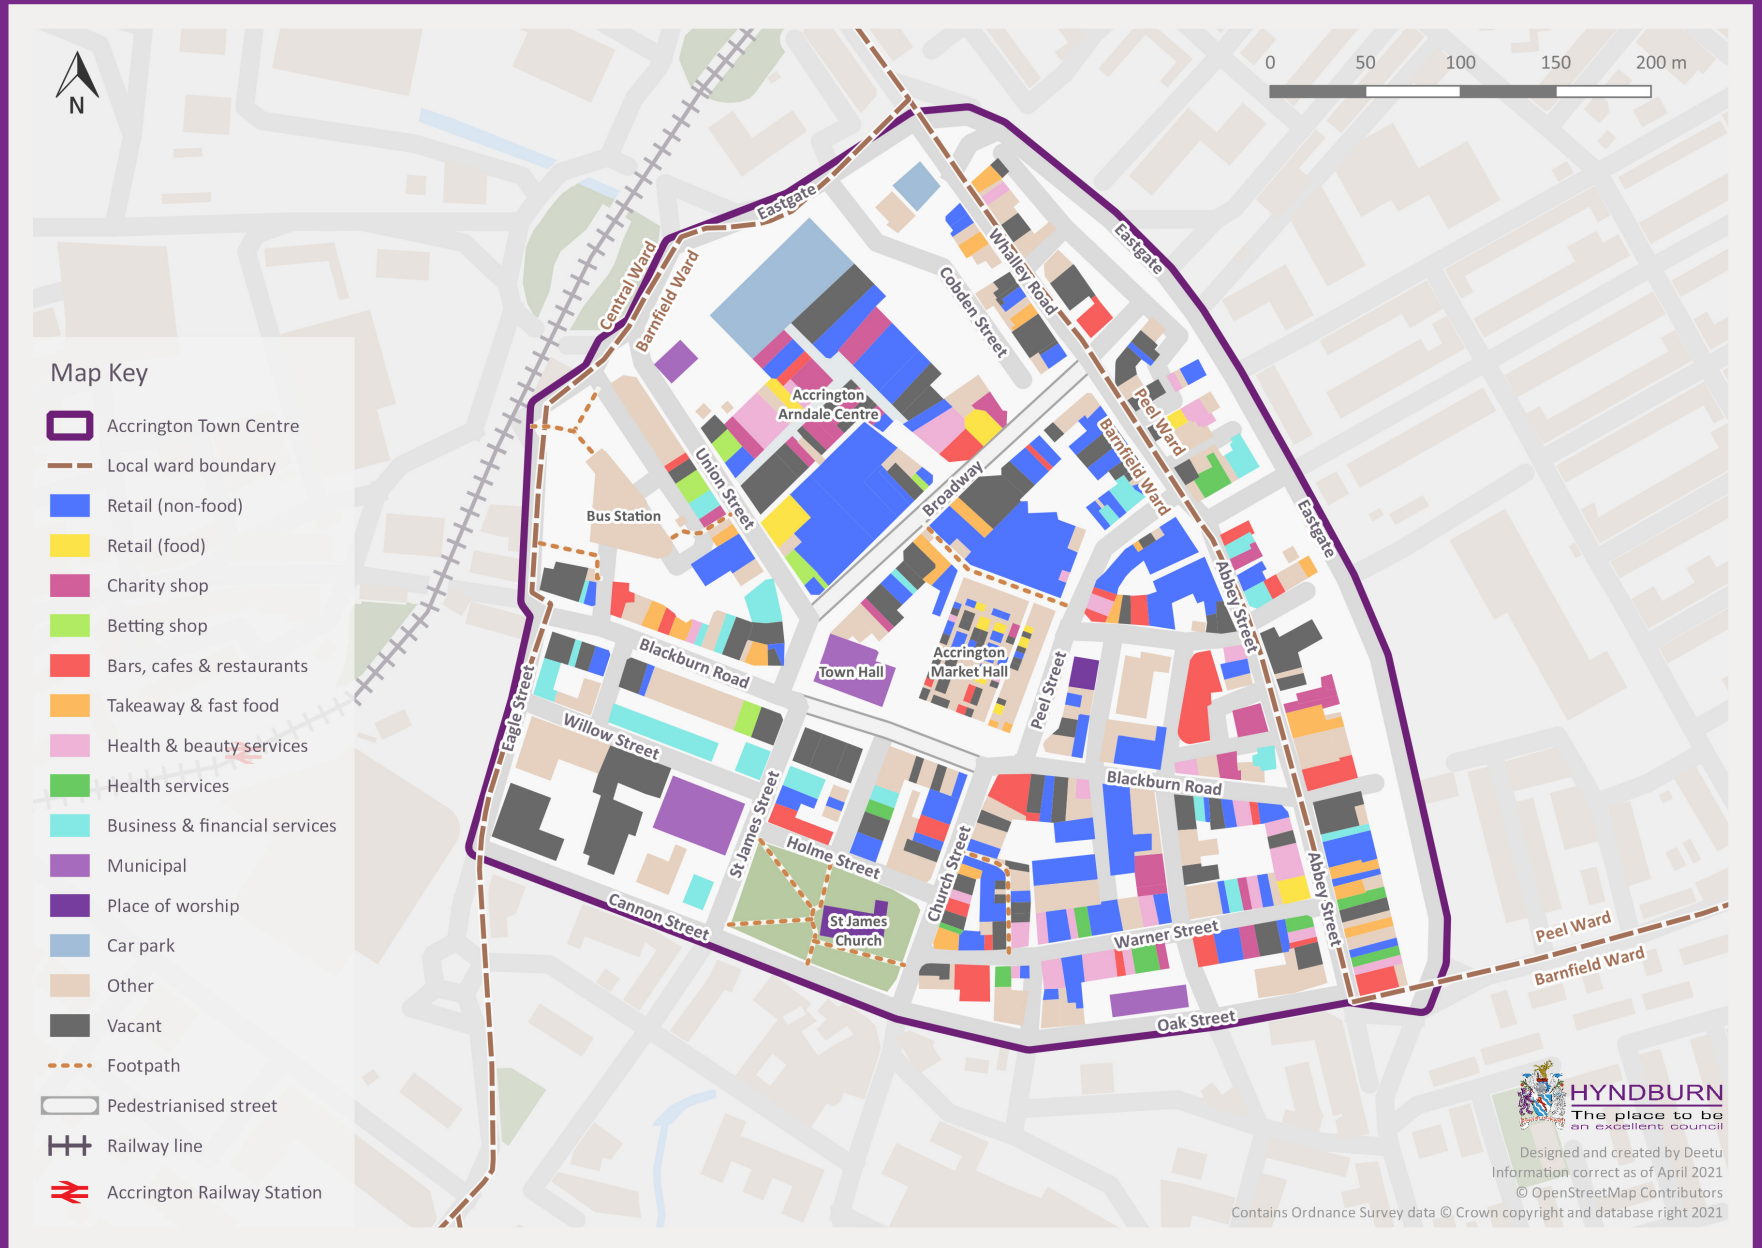 N
0 50 100 150 200 m
Map Key
Accrington Town Centre
Local ward boundary
Retail (non-food)
Retail (food)
Charity shop
Betting shop
Bars, cafes & restaurants
Takeaway & fast food
Health & beauty services
Health services
Business & financial services
Municipal
Place of worship
Car park
Other
Vacant
Footpath
Pedestrianised street
Railway line
Accrington Railway Station
Eastgate
Eastgate
Eastgate
Central Ward
Barnfield Ward
Whalley Road
Cobden Street
Accrington
Arndale Centre
Peel Ward
Barnfield Ward
Union Street
Broadway
Bus Station
Abbey Street
Blackburn Road
Town Hall
Accrington
Market Hall
Peel Street
Eagle Street
Willow Street
St James Street
Blackburn Road
Holme Street
Church Street
Abbey Street
Cannon Street
St James
Church
Warner Street
Oak Street
Peel Ward
Barnfield Ward
HYNDBURN
The place to be
an excellent council
Designed and created by Deetu
Information correct as of April 2021
© OpenStreetMap Contributors
Contains Ordnance Survey data © Crown copyright and database right 2021